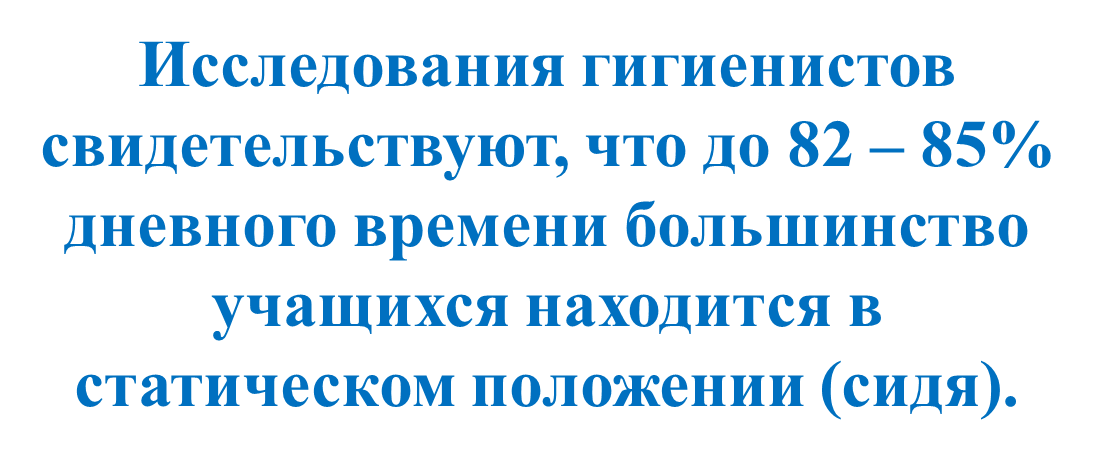 Исследования гигиенистов
свидетельствуют, что до 82 – 85%
дневного времени большинство
учащихся находится в
статическом положении (сидя).